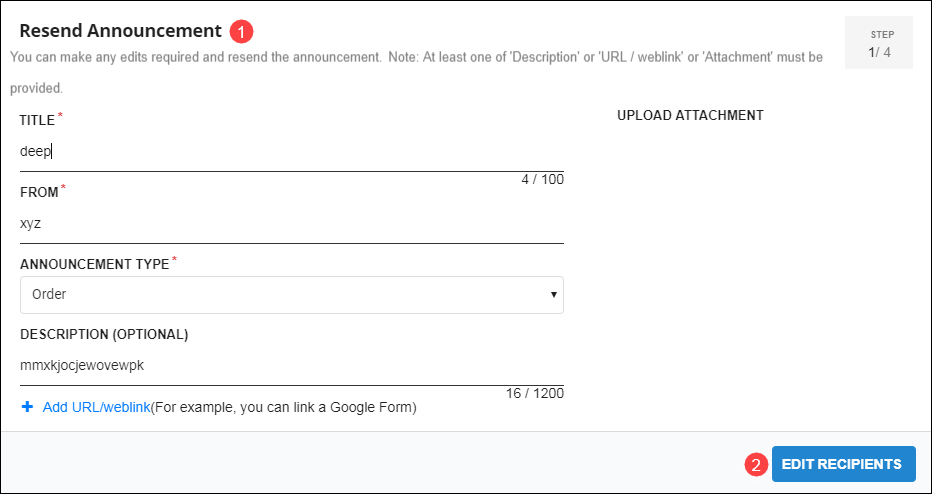 Resend Announcement 1
STEP
1/ 4
You can make any edits required and resend the announcement. Note: At least one of 'Description' or 'URL / weblink' or 'Attachment' must be
provided.
TITLE*
UPLOAD ATTACHMENT
deep
4 / 100
FROM*
xyz
ANNOUNCEMENT TYPE*
Order
DESCRIPTION (OPTIONAL)
mmxkjocjewovewpk
16 / 1200
+ Add URL/weblink(For example, you can link a Google Form)
2 EDIT RECIPIENTS